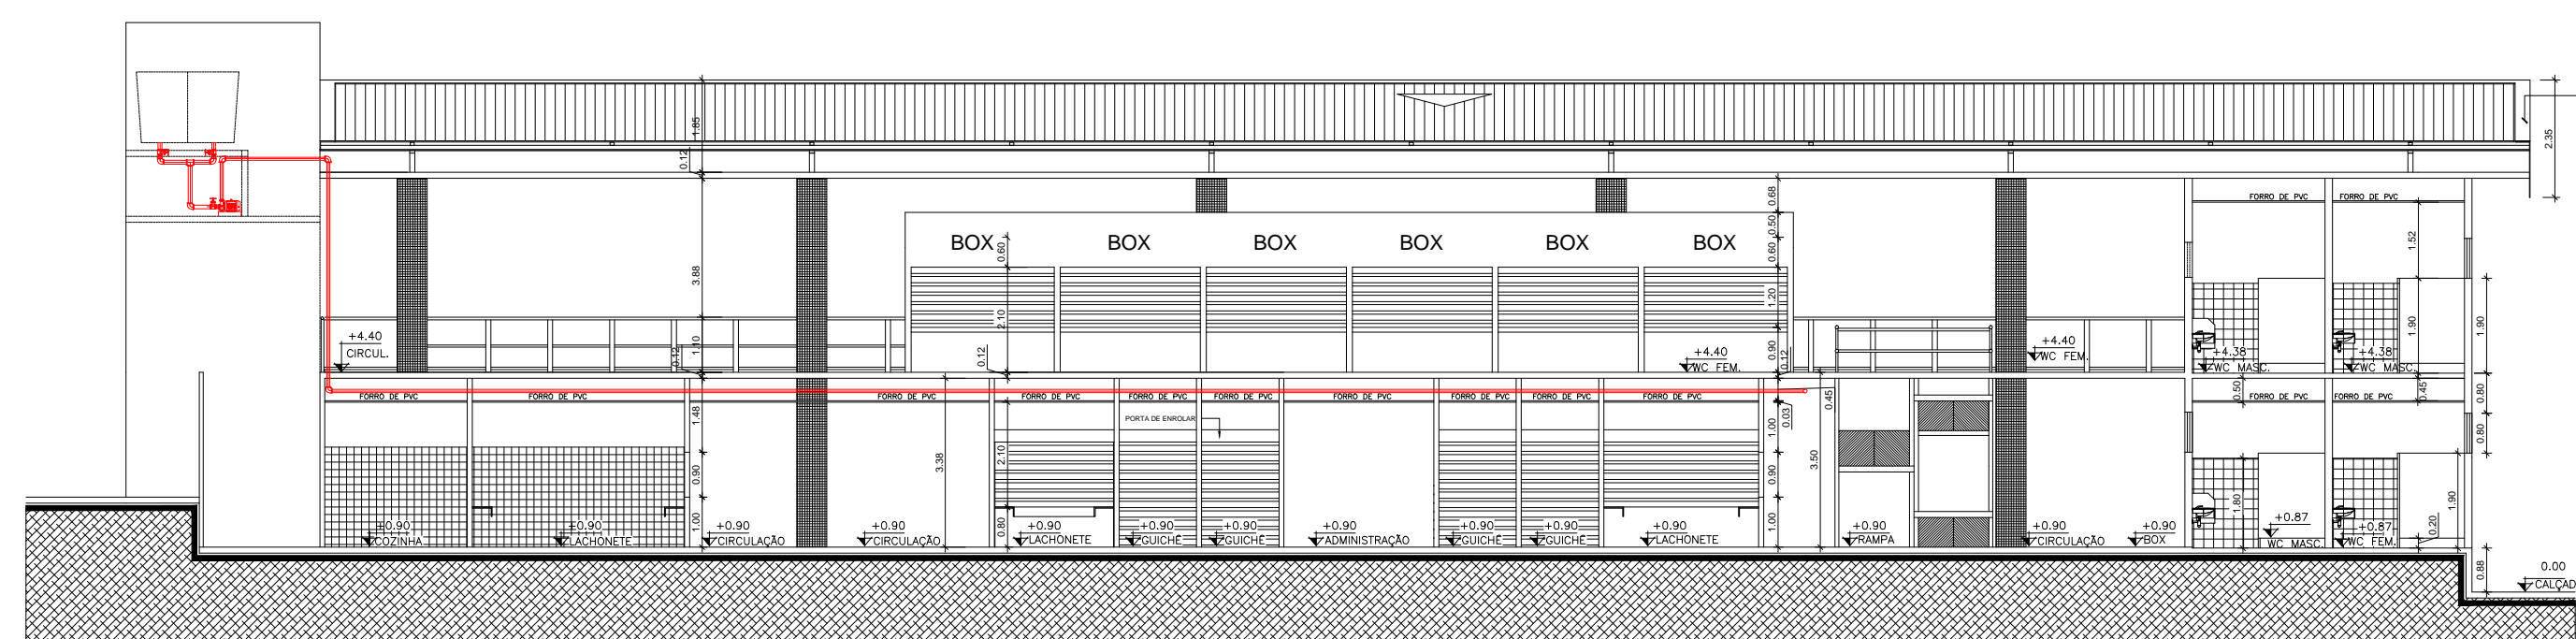 1.85
2.35
0.12
0.68
FORRO DE PVC
FORRO DE PVC
BOX
BOX
BOX
BOX
BOX
BOX
0.60
0.50
0.60
1.52
3.88
1.20
2.10
1.90
1.90
+4.40
CIRCUL.
1.10
0.12
0.12
+4.40
WC FEM.
0.90
0.12
+4.40
WC FEM.
+4.38
WC MASC.
+4.38
WC MASC.
FORRO DE PVC
FORRO DE PVC
FORRO DE PVC
FORRO DE PVC
FORRO DE PVC
FORRO DE PVC
FORRO DE PVC
FORRO DE PVC
FORRO DE PVC
FORRO DE PVC
0.45
0.50
FORRO DE PVC
FORRO DE PVC
0.45
0.80
1.48
PORTA DE ENROLAR
0.03
1.00
0.80
3.38
2.10
0.90
0.90
3.50
1.80
1.90
1.00
0.80
1.00
0.20
+0.90
COZINHA
+0.90
LACHONETE
+0.90
CIRCULAÇÃO
+0.90
CIRCULAÇÃO
+0.90
LACHONETE
+0.90
GUICHÊ
+0.90
GUICHÊ
+0.90
ADMINISTRAÇÃO
+0.90
GUICHÊ
+0.90
GUICHÊ
+0.90
LACHONETE
+0.90
RAMPA
+0.90
CIRCULAÇÃO
+0.90
BOX
+0.87
WC MASC.
+0.87
WC FEM.
0.88
0.00
CALÇAD